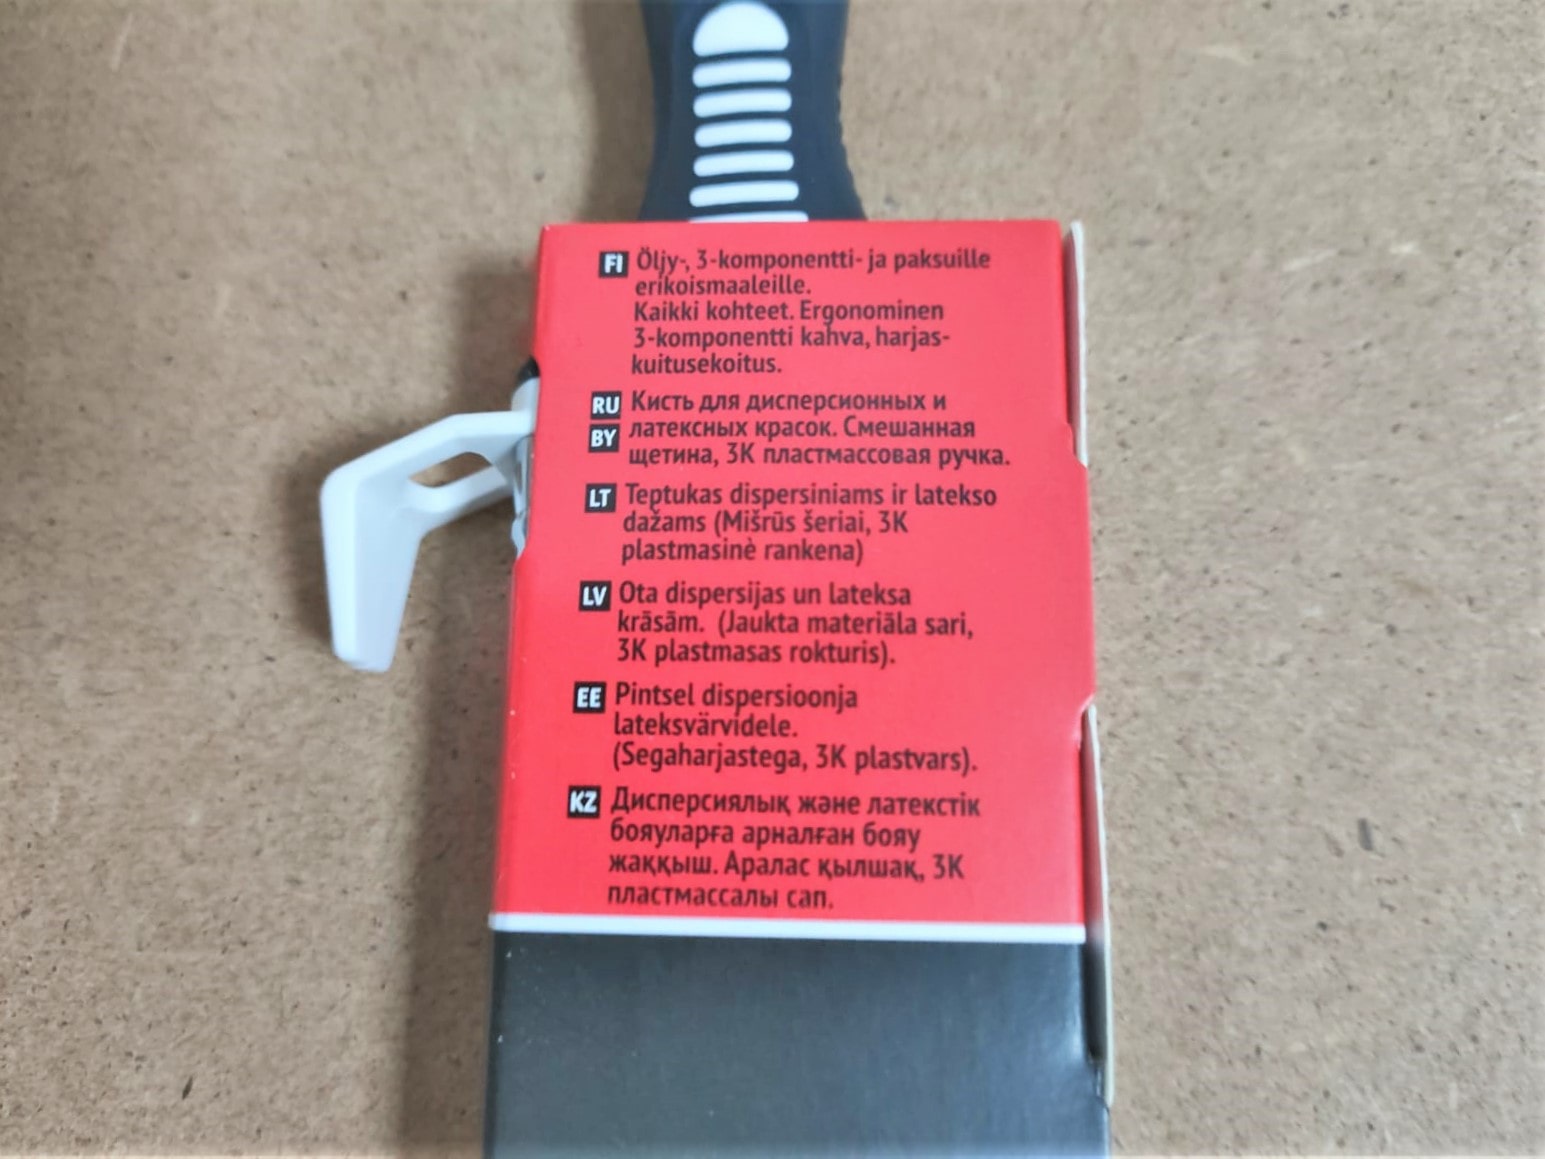 FI Öljy-, 3-komponentti- ja paksuille
erikoismaaleille.
Kaikki kohteet. Ergonominen
3-komponentti kahva, harjas-
kuitusekoitus.
RU Кисть для дисперсионных и
BY латексных красок. Смешанная
щетина, 3К пластмассовая ручка.
LT Teptukas dispersiniams ir latekso
dažams (Mišrūs šeriai, 3K
plastmasinė rankena)
LV Ota dispersijas un lateksa
krāsām. (Jaukta materiāla sari,
3K plastmasas rokturis).
EE Pintsel dispersioonja
lateksvärvidele.
(Segaharjastega, 3K plastvars).
KZ Дисперсиялық және латекстік
бояуларға арналған бояу
жаққыш. Аралас қылшақ, 3К
пластмассалы сап.